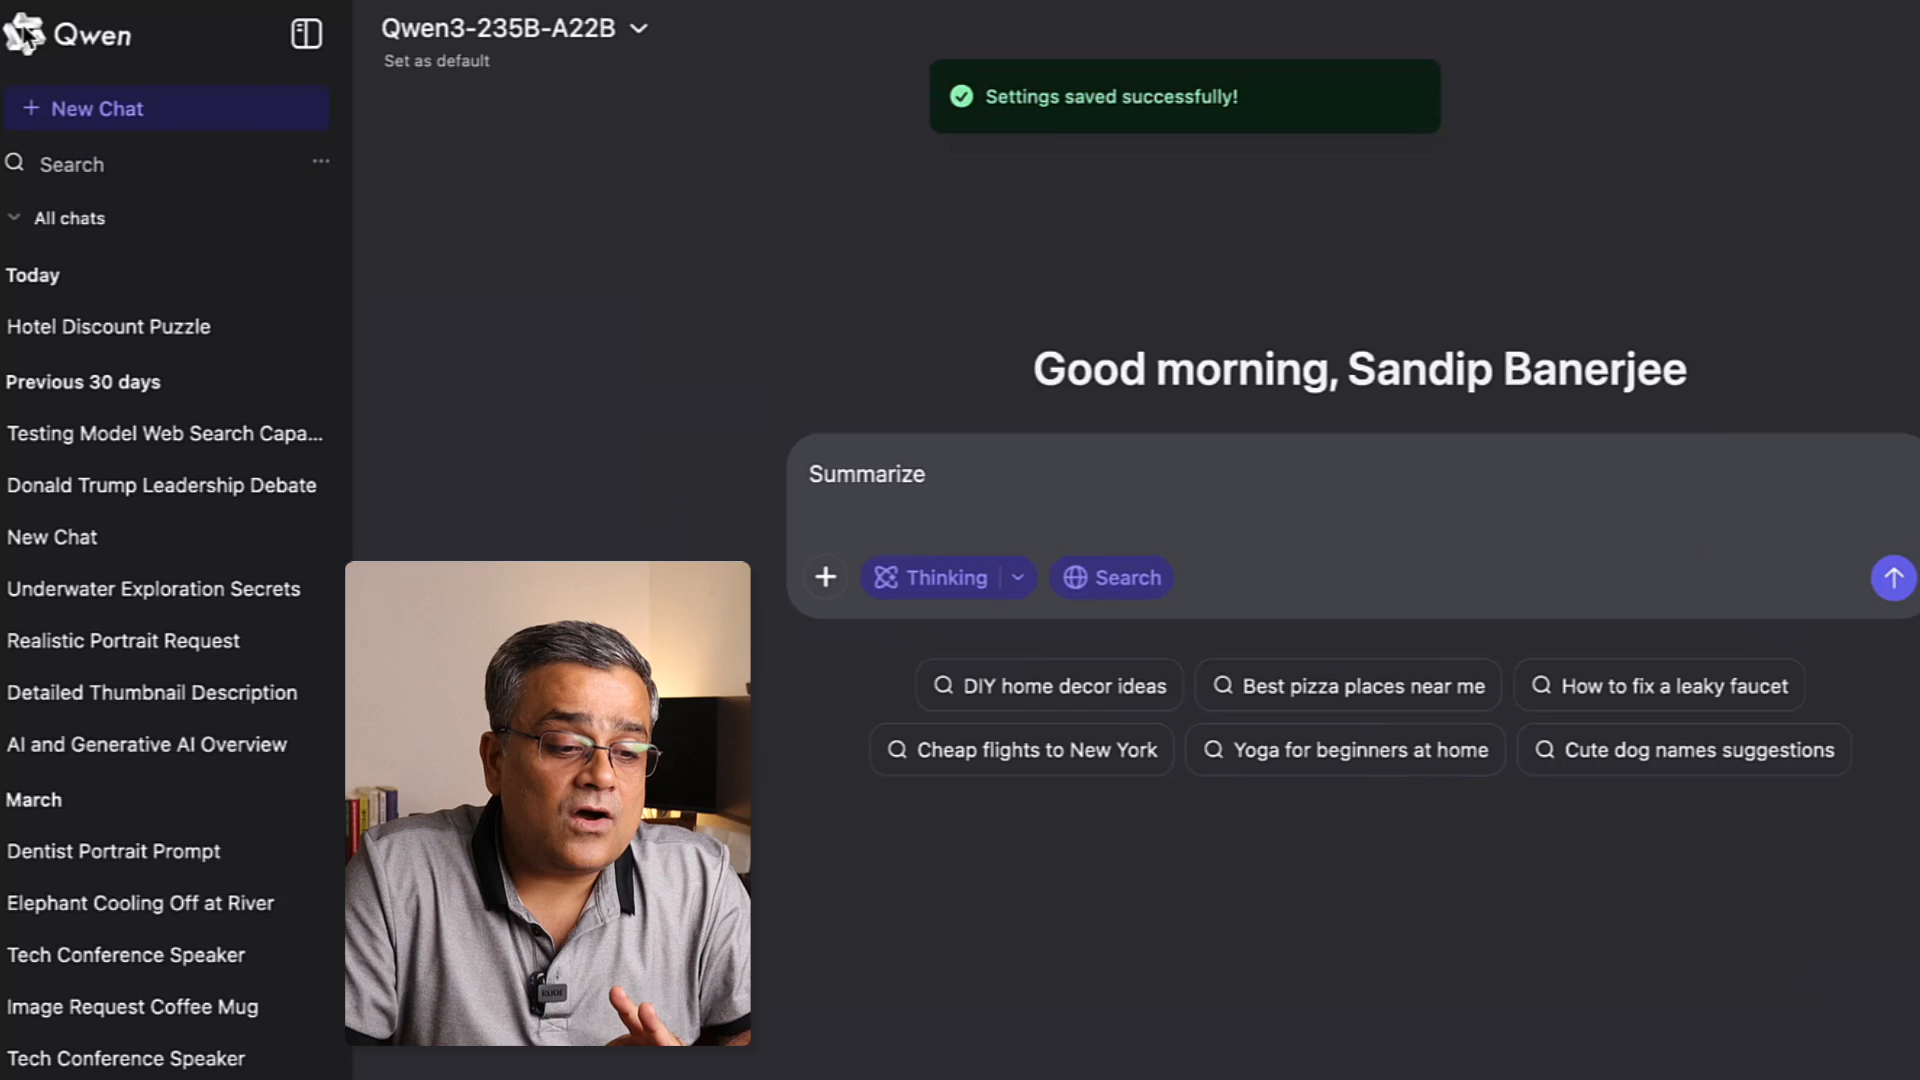 Qwen
New Chat
Search
All chats
Today
Hotel Discount Puzzle
Previous 30 days
Testing Model Web Search Capa...
Donald Trump Leadership Debate
New Chat
Underwater Exploration Secrets
Realistic Portrait Request
Detailed Thumbnail Description
AI and Generative AI Overview
March
Dentist Portrait Prompt
Elephant Cooling Off at River
Tech Conference Speaker
Image Request Coffee Mug
Tech Conference Speaker
Qwen3-235B-A22B
Set as default
Settings saved successfully!
Good morning, Sandip Banerjee
Summarize
Thinking
Search
DIY home decor ideas
Best pizza places near me
How to fix a leaky faucet
Cheap flights to New York
Yoga for beginners at home
Cute dog names suggestions
RODE